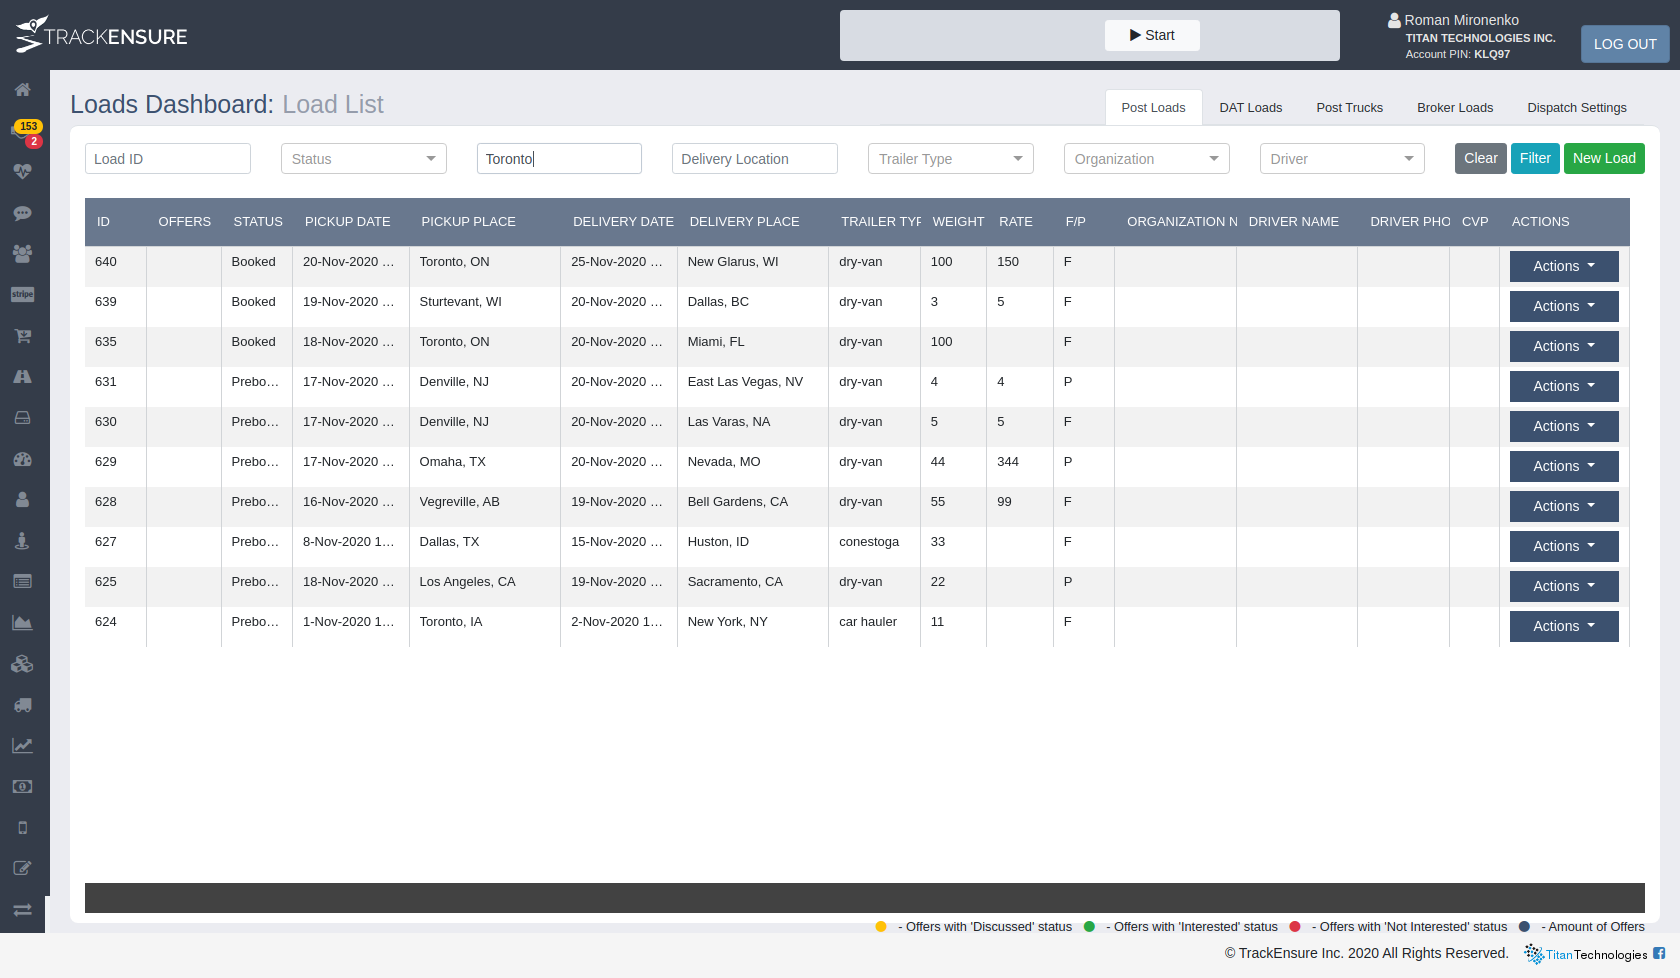 TRACKENSURE
Start
Roman Mironenko
TITAN TECHNOLOGIES INC.
Account PIN: KLQ97
LOG OUT
153
2
stripe
Loads Dashboard: Load List
Post Loads DAT Loads Post Trucks Broker Loads Dispatch Settings
Load ID Status Toronto Delivery Location Trailer Type Organization Driver Clear Filter New Load
ID OFFERS STATUS PICKUP DATE PICKUP PLACE DELIVERY DATE DELIVERY PLACE TRAILER TYP WEIGHT RATE F/P ORGANIZATION N DRIVER NAME DRIVER PHO CVP ACTIONS
640 Booked 20-Nov-2020 … Toronto, ON 25-Nov-2020 … New Glarus, WI dry-van 100 150 F Actions
639 Booked 19-Nov-2020 … Sturtevant, WI 20-Nov-2020 … Dallas, BC dry-van 3 5 F Actions
635 Booked 18-Nov-2020 … Toronto, ON 20-Nov-2020 … Miami, FL dry-van 100 F Actions
631 Prebo… 17-Nov-2020 … Denville, NJ 20-Nov-2020 … East Las Vegas, NV dry-van 4 4 P Actions
630 Prebo… 17-Nov-2020 … Denville, NJ 20-Nov-2020 … Las Varas, NA dry-van 5 5 F Actions
629 Prebo… 17-Nov-2020 … Omaha, TX 20-Nov-2020 … Nevada, MO dry-van 44 344 P Actions
628 Prebo… 16-Nov-2020 … Vegreville, AB 19-Nov-2020 … Bell Gardens, CA dry-van 55 99 F Actions
627 Prebo… 8-Nov-2020 1… Dallas, TX 15-Nov-2020 … Huston, ID conestoga 33 F Actions
625 Prebo… 18-Nov-2020 … Los Angeles, CA 19-Nov-2020 … Sacramento, CA dry-van 22 P Actions
624 Prebo… 1-Nov-2020 1… Toronto, IA 2-Nov-2020 1… New York, NY car hauler 11 F Actions
- Offers with 'Discussed' status - Offers with 'Interested' status - Offers with 'Not Interested' status - Amount of Offers
© TrackEnsure Inc. 2020 All Rights Reserved. TitanTechnologies